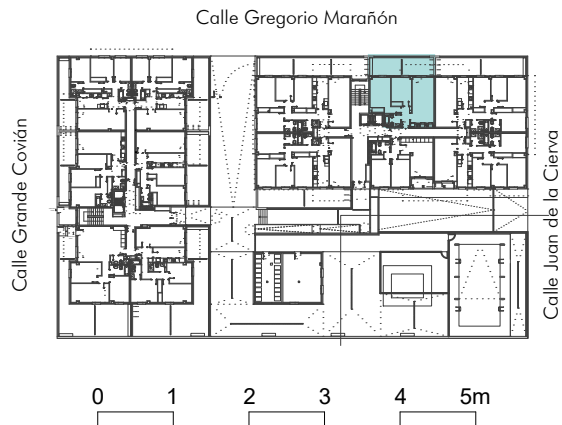 Calle Gregorio Marañón
Calle Grande Covián
Calle Juan de la Cierva
0 1 2 3 4 5m